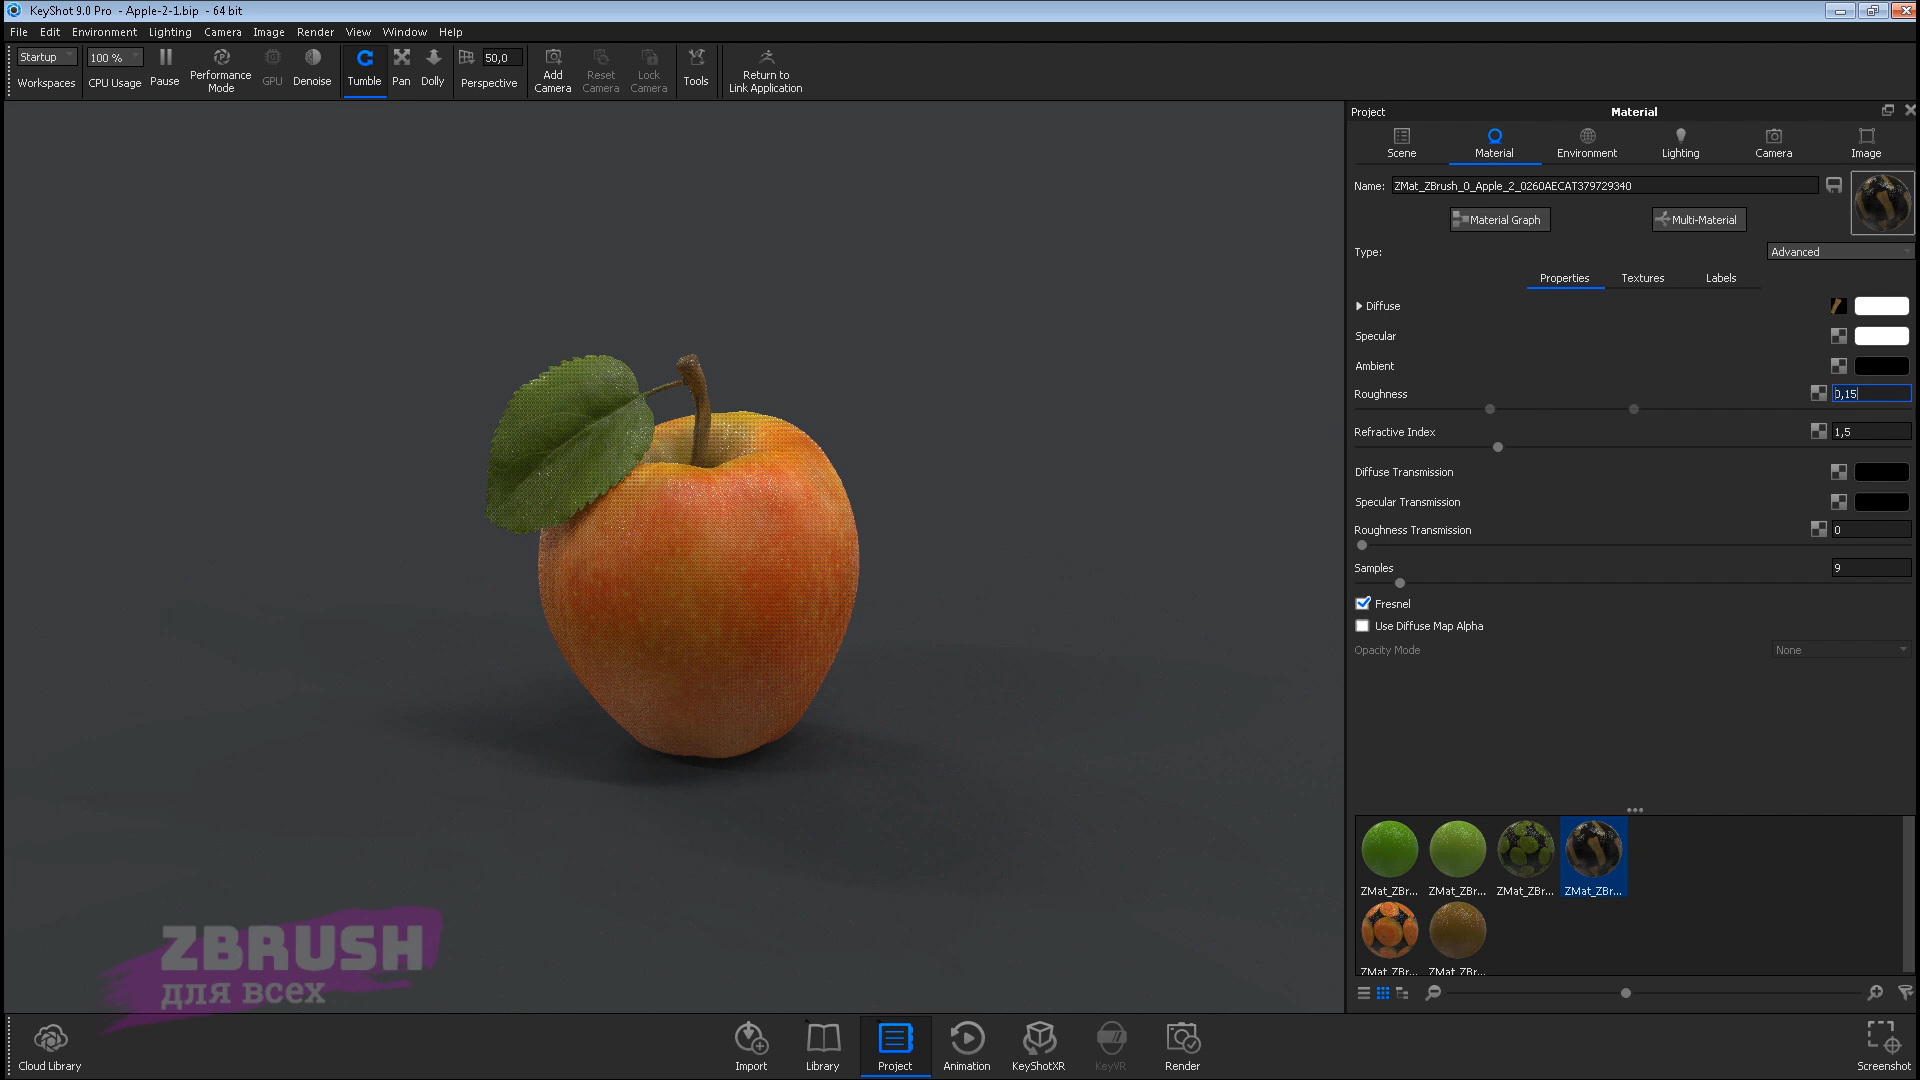 KeyShot 9.0 Pro - Apple-2-1.bip - 64 bit
File Edit Environment Lighting Camera Image Render View Window Help
Startup 100 % 50,0
Workspaces CPU Usage Pause Performance Mode GPU Denoise Tumble Pan Dolly Perspective Add Camera Reset Camera Lock Camera Tools Return to Link Application
Project Material
Scene Material Environment Lighting Camera Image
Name: ZMat_ZBrush_0_Apple_2_0260AECAT379729340
Material Graph Multi-Material
Type: Advanced
Properties Textures Labels
Diffuse
Specular
Ambient
Roughness 0,15
Refractive Index 1,5
Diffuse Transmission
Specular Transmission
Roughness Transmission 0
Samples 9
Fresnel
Use Diffuse Map Alpha
Opacity Mode None
ZMat_ZBr... ZMat_ZBr... ZMat_ZBr... ZMat_ZBr...
ZMat_ZBr... ZMat_ZBr...
ZBRUSH
для всех
Cloud Library Import Library Project Animation KeyShotXR KeyVR Render Screenshot